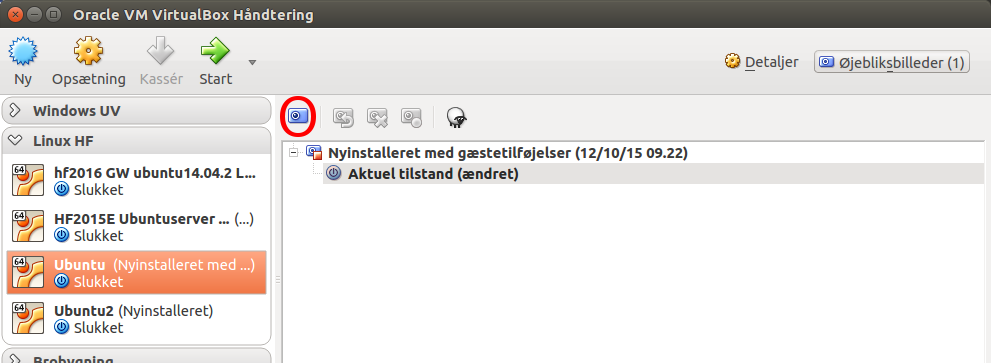 Oracle VM VirtualBox Håndtering
Ny Opsætning Kassér Start
Detaljer Øjebliksbilleder (1)
Windows UV
Linux HF
64
hf2016 GW ubuntu14.04.2 L...
Slukket
64
HF2015E Ubuntuserver ... (...)
Slukket
64
Ubuntu (Nyinstalleret med ...)
Slukket
64
Ubuntu2 (Nyinstalleret)
Slukket
Brobygning
Nyinstalleret med gæstetilføjelser (12/10/15 09.22)
Aktuel tilstand (ændret)